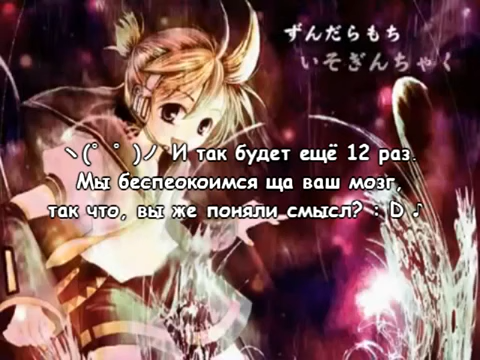 ずんだらもち
いそぎんちゃく
ヽ(゜゜)ノ И так будет ещё 12 раз.
Мы беспеокоимся ща ваш мозг,
так что, вы же поняли смысл? : D ♪